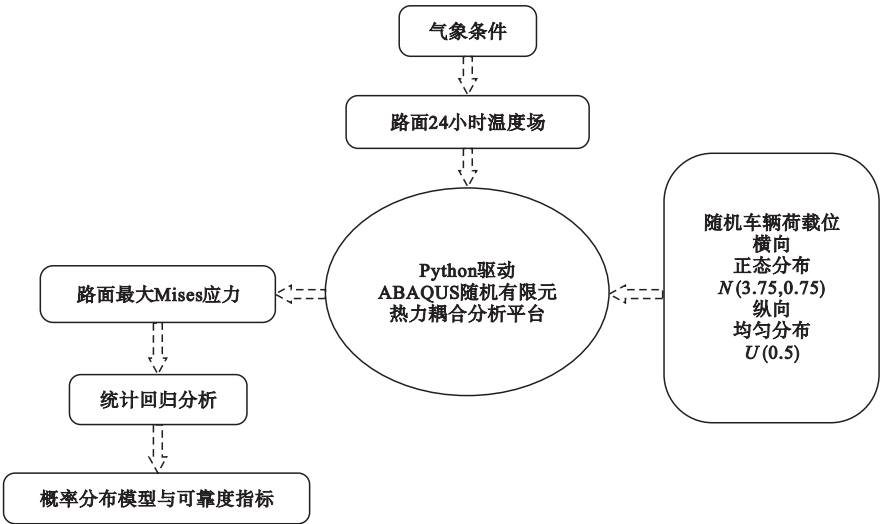 气象条件
路面24小时温度场
Python驱动
ABAQUS随机有限元
热力耦合分析平台
随机车辆荷载位
横向
正态分布
N(3.75,0.75)
纵向
均匀分布
U(0.5)
路面最大Mises应力
统计回归分析
概率分布模型与可靠度指标